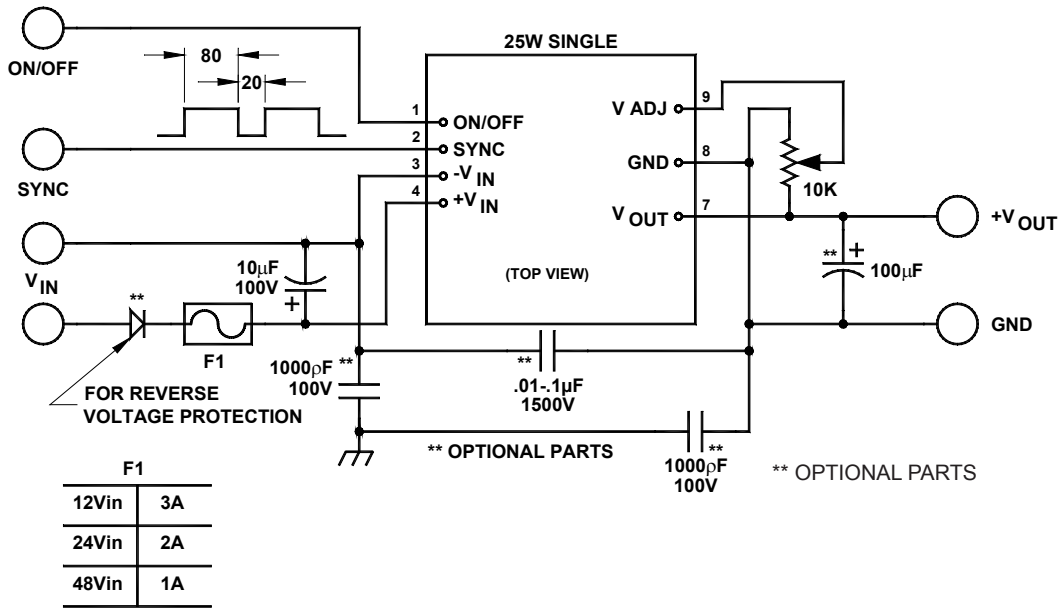 ON/OFF
80
20
SYNC
V IN
10µF
100V
+
**
F1
FOR REVERSE
VOLTAGE PROTECTION
25W SINGLE
1
ON/OFF
2
SYNC
3
-V IN
4
+V IN
(TOP VIEW)
V ADJ
9
GND
8
V OUT
7
10K
+V OUT
**
+
100µF
GND
1000ρF **
100V
**
.01-.1µF
1500V
** OPTIONAL PARTS
**
1000ρF
100V
** OPTIONAL PARTS
F1
12Vin 3A
24Vin 2A
48Vin 1A